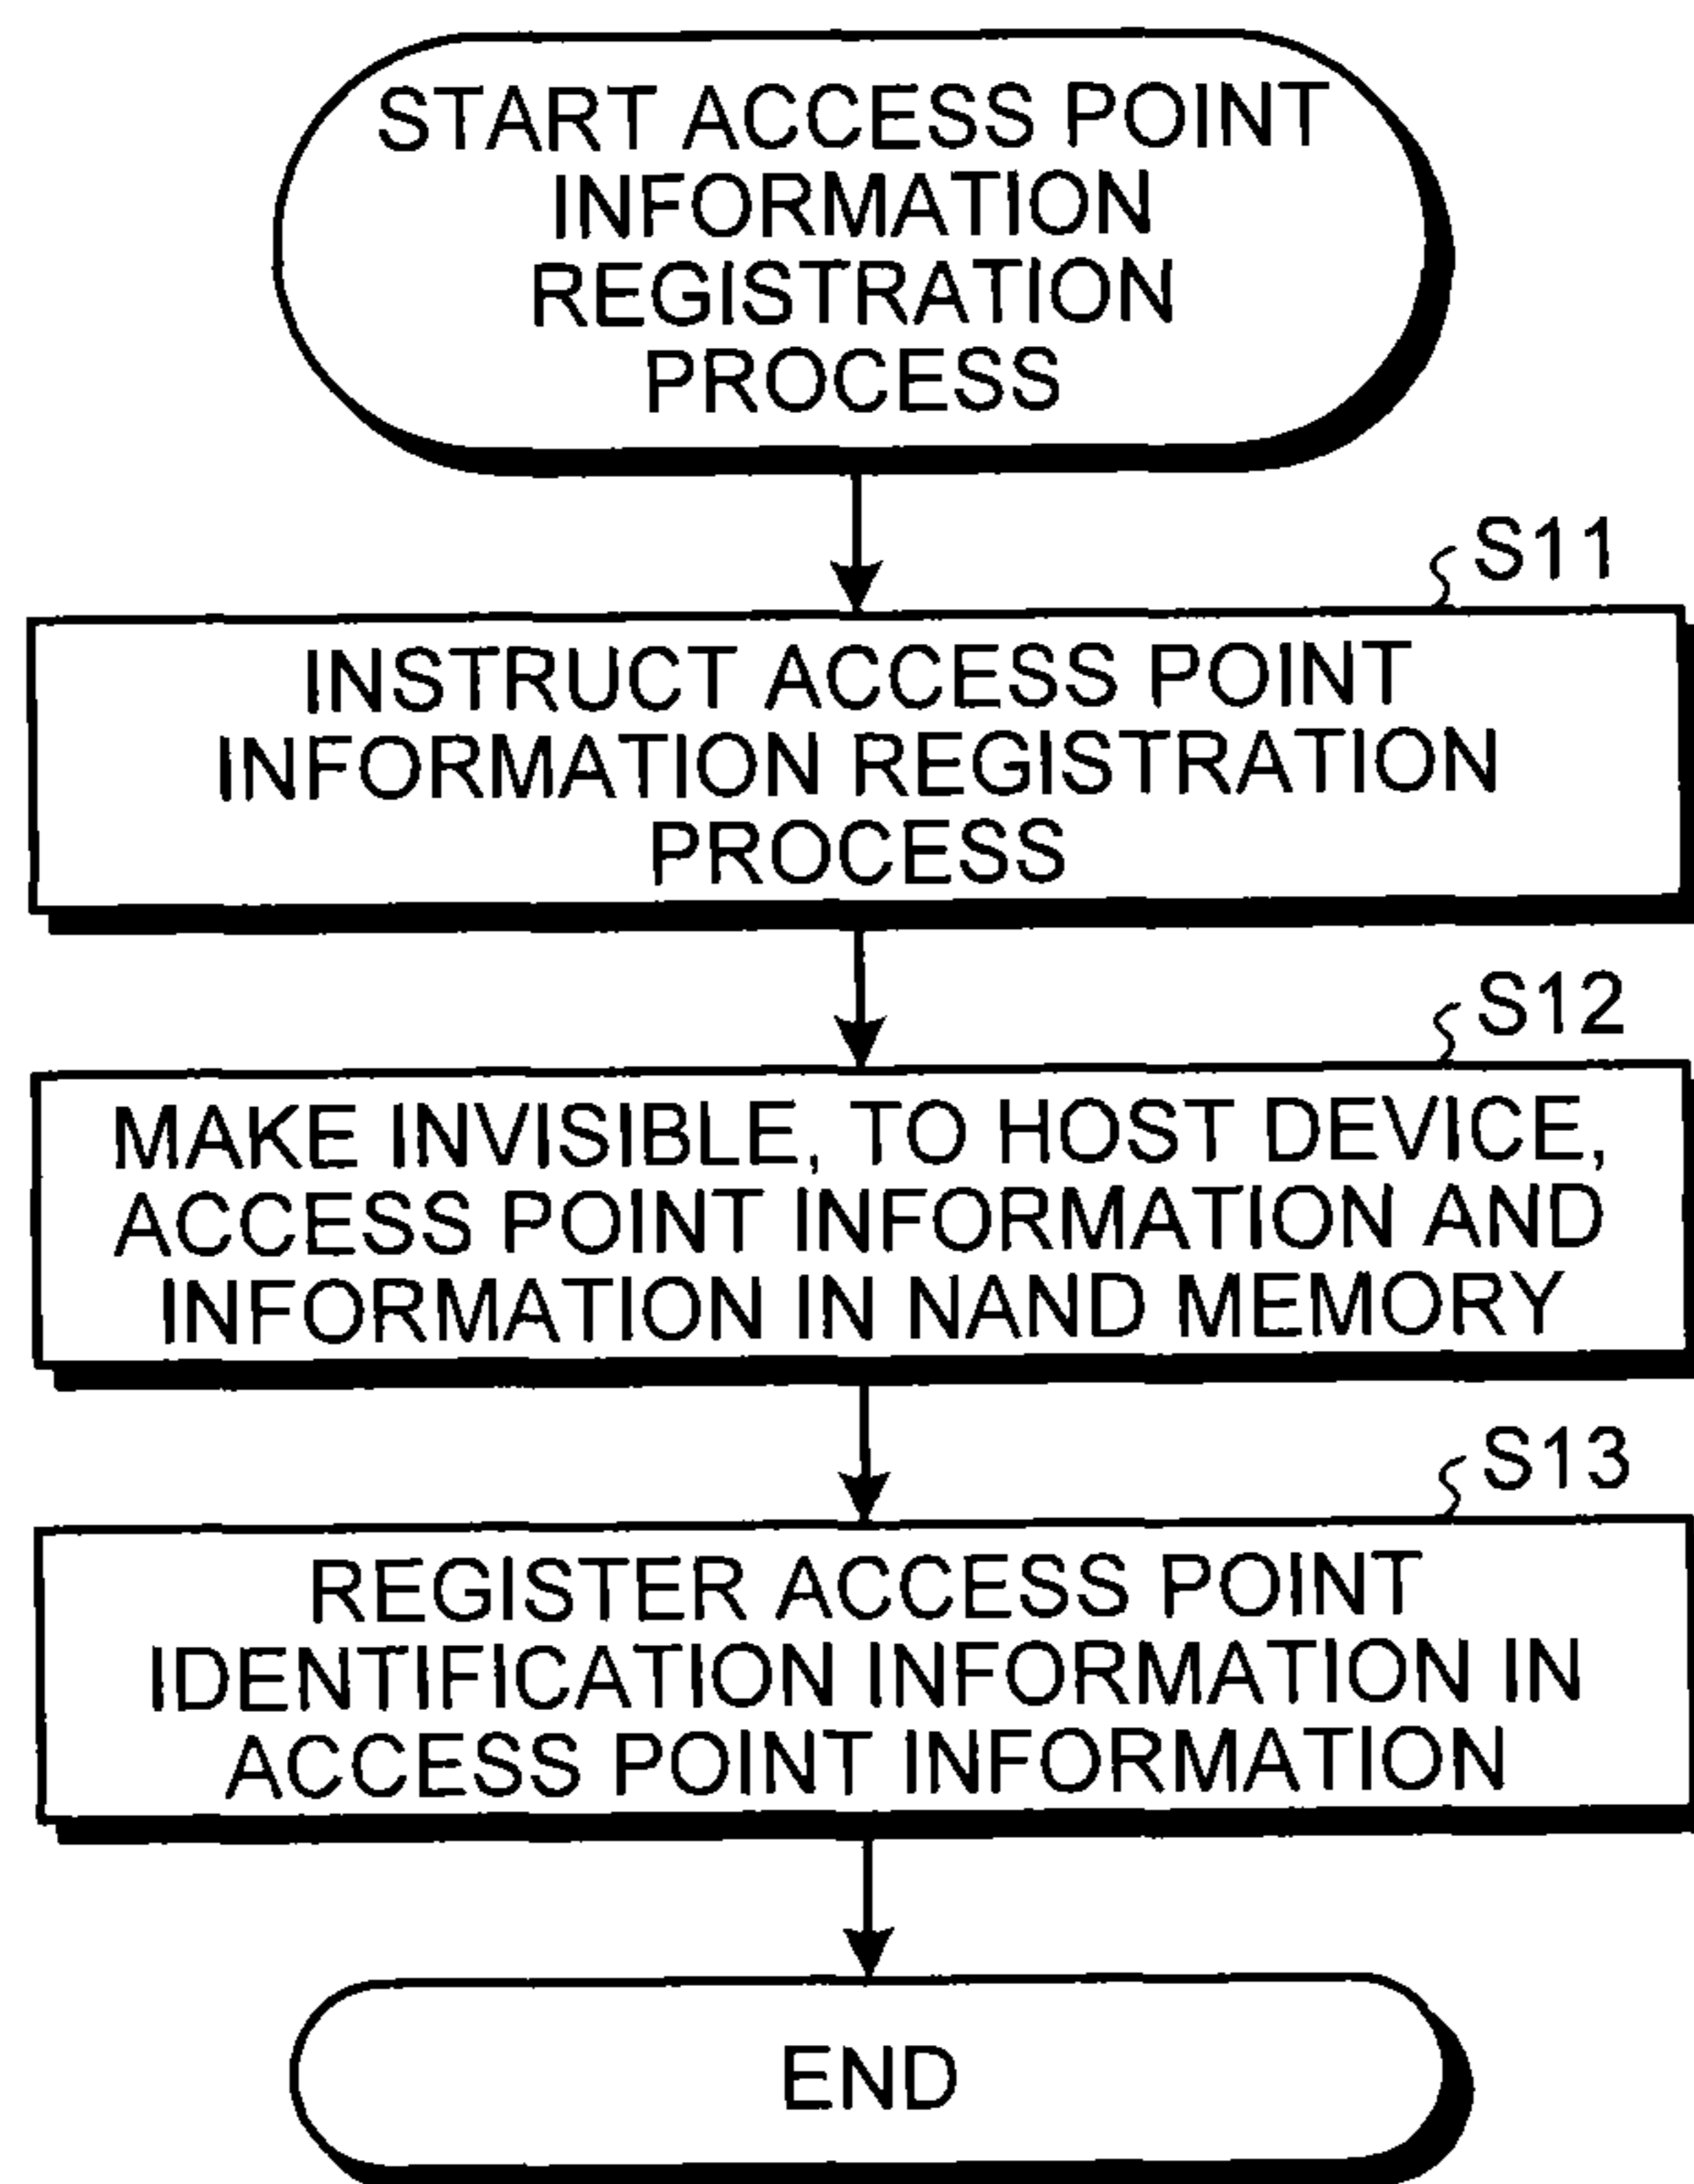 START ACCESS POINT
INFORMATION
REGISTRATION
PROCESS
S11
INSTRUCT ACCESS POINT
INFORMATION REGISTRATION
PROCESS
S12
MAKE INVISIBLE, TO HOST DEVICE,
ACCESS POINT INFORMATION AND
INFORMATION IN NAND MEMORY
S13
REGISTER ACCESS POINT
IDENTIFICATION INFORMATION IN
ACCESS POINT INFORMATION
END